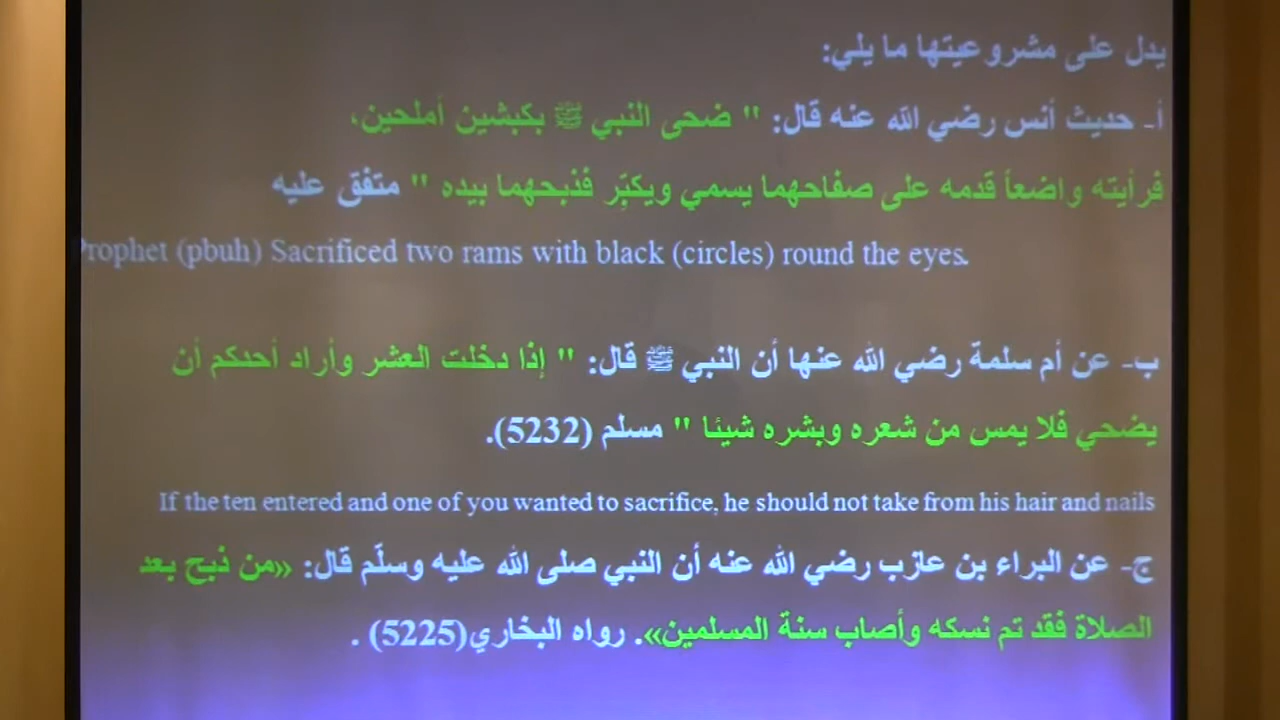 يدل على مشروعيتها ما يلي:
أ- حديث أنس رضي الله عنه قال: " ضحى النبي ﷺ بكبشين أملحين،
فرأيته واضعاً قدمه على صفاحهما يسمي ويكبّر فذبحهما بيده " متفق عليه
Prophet (pbuh) Sacrificed two rams with black (circles) round the eyes.
ب- عن أم سلمة رضي الله عنها أن النبي ﷺ قال: " إذا دخلت العشر وأراد أحدكم أن
يضحي فلا يمس من شعره وبشره شيئا " مسلم (5232).
If the ten entered and one of you wanted to sacrifice, he should not take from his hair and nails
ج- عن البراء بن عازب رضي الله عنه أن النبي صلى الله عليه وسلّم قال: «من ذبح بعد
الصلاة فقد تم نسكه وأصاب سنة المسلمين». رواه البخاري(5225) .